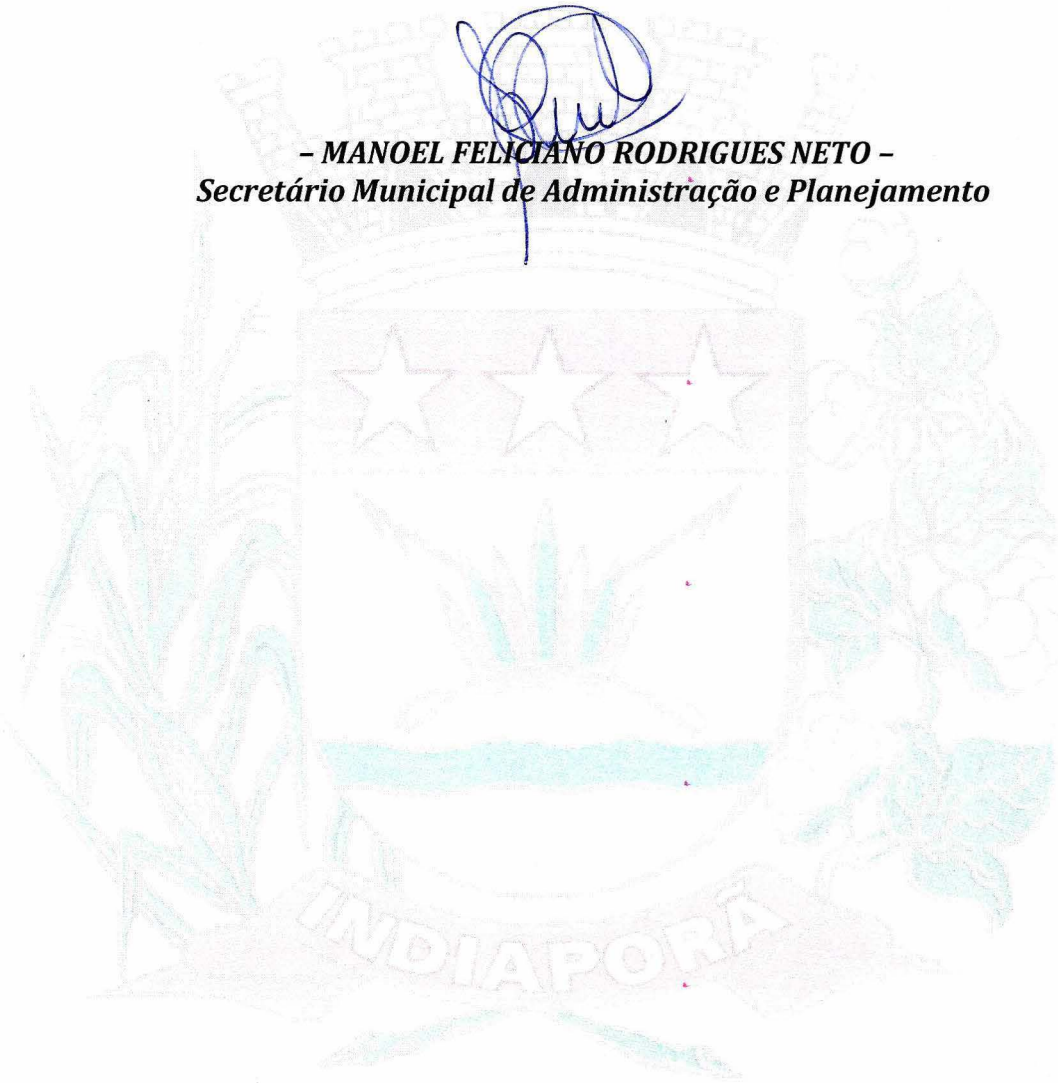 – MANOEL FELICIANO RODRIGUES NETO –
Secretário Municipal de Administração e Planejamento
INDIAPORÃ